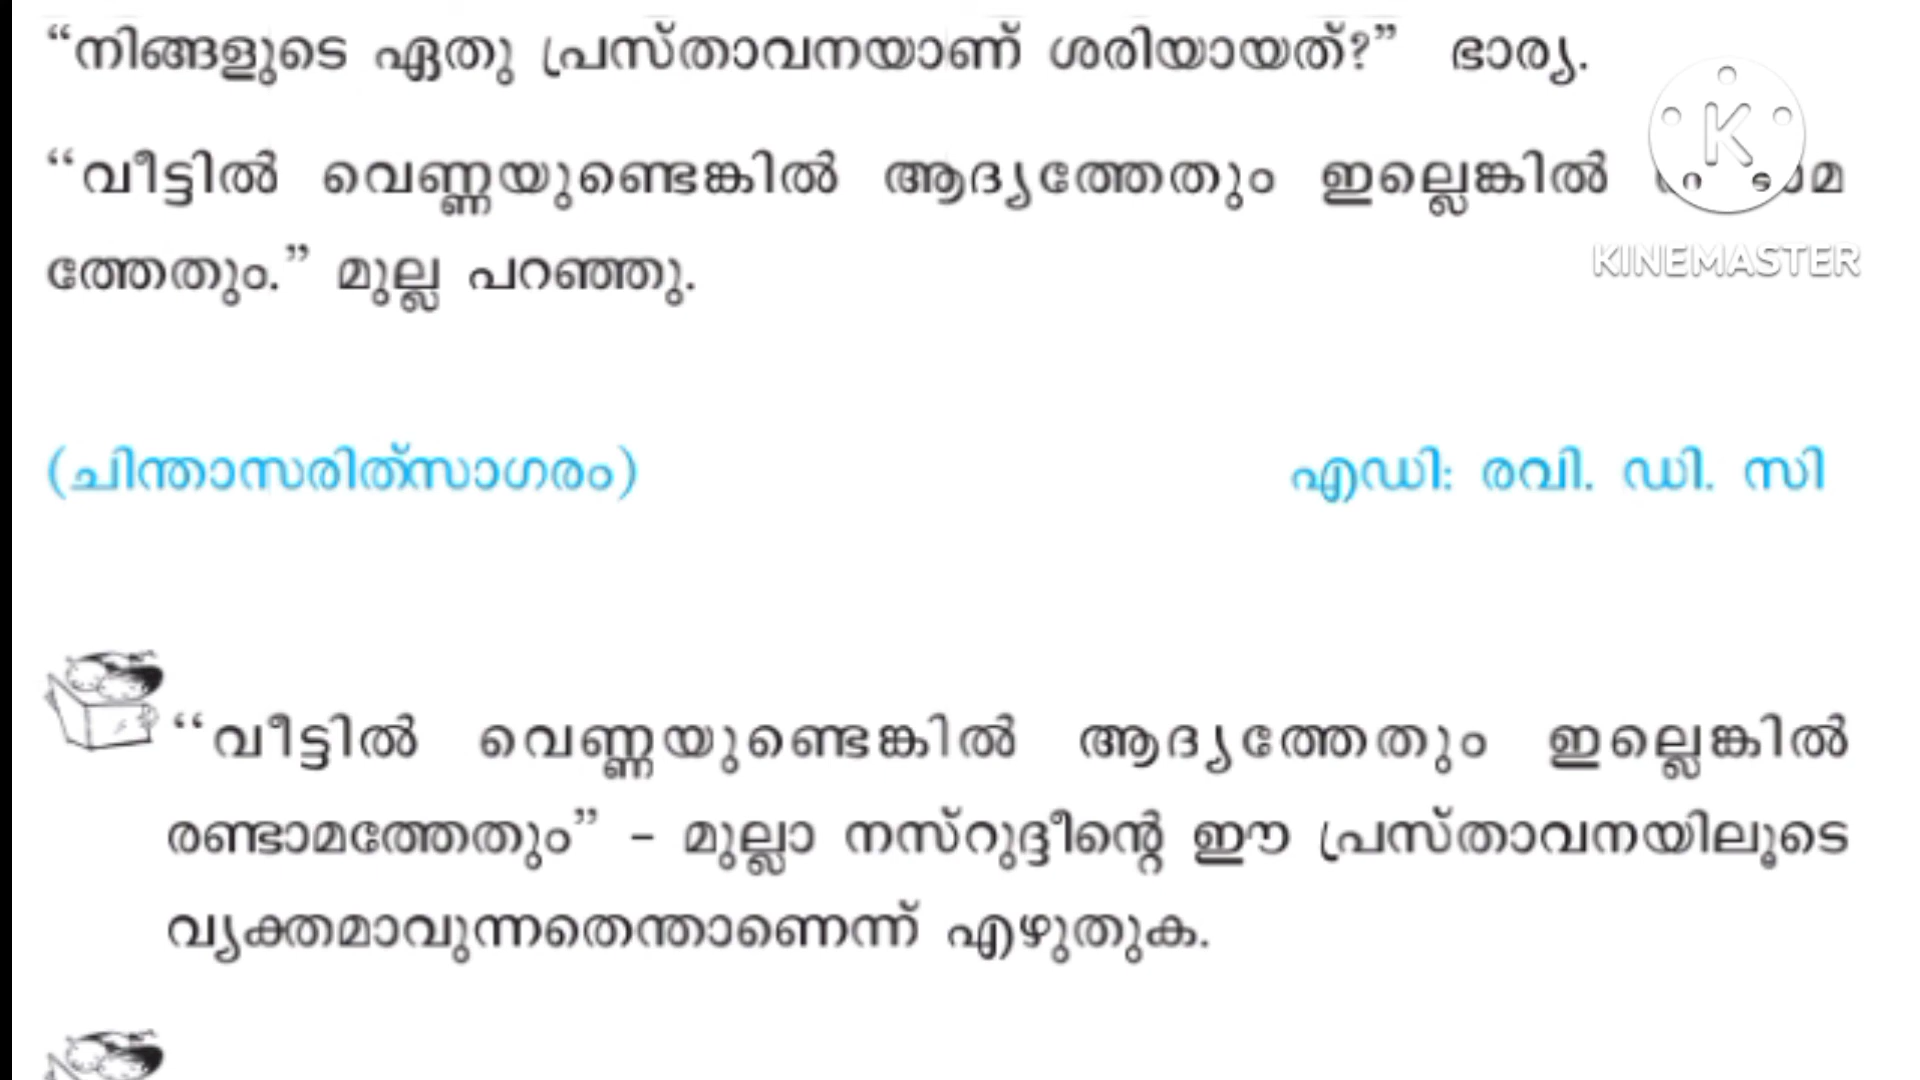 “നിങ്ങളുടെ ഏതു പ്രസ്താവനയാണ് ശരിയായത്?” ഭാര്യ.
“വീട്ടിൽ വെണ്ണയുണ്ടെങ്കിൽ ആദ്യത്തേതും ഇല്ലെങ്കിൽ
ത്തേതും.” മുല്ല പറഞ്ഞു.
K
KINEMASTER
(ചിന്താസരിത്സാഗരം) എഡി: രവി. ഡി. സി
“വീട്ടിൽ വെണ്ണയുണ്ടെങ്കിൽ ആദ്യത്തേതും ഇല്ലെങ്കിൽ
രണ്ടാമത്തേതും” – മുല്ലാ നസ്റുദ്ദീന്റെ ഈ പ്രസ്താവനയിലൂടെ
വ്യക്തമാവുന്നതെന്താണെന്ന് എഴുതുക.